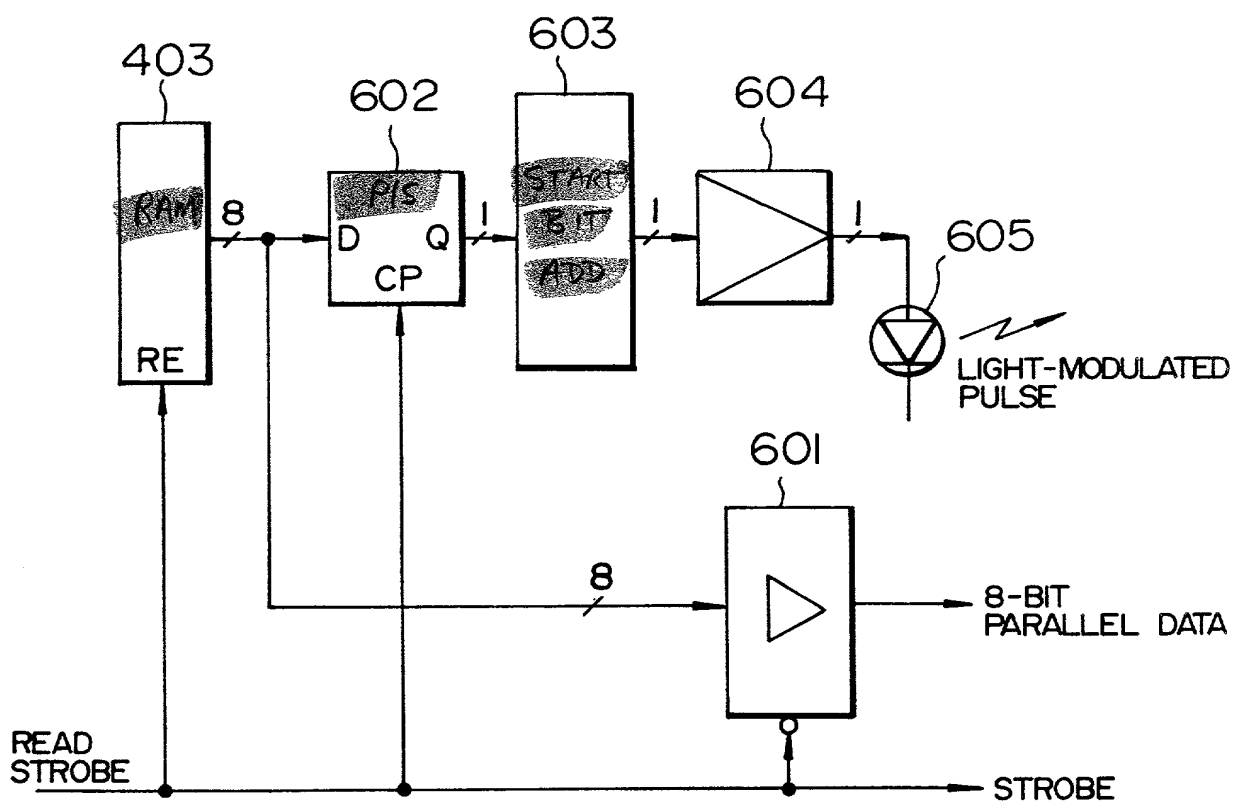 603
403
602
604
RAM
8
P/S
D Q
CP
1
START
BIT
ADD
1
1
605
RE
LIGHT-MODULATED
PULSE
601
8
8-BIT
PARALLEL DATA
READ
STROBE
STROBE